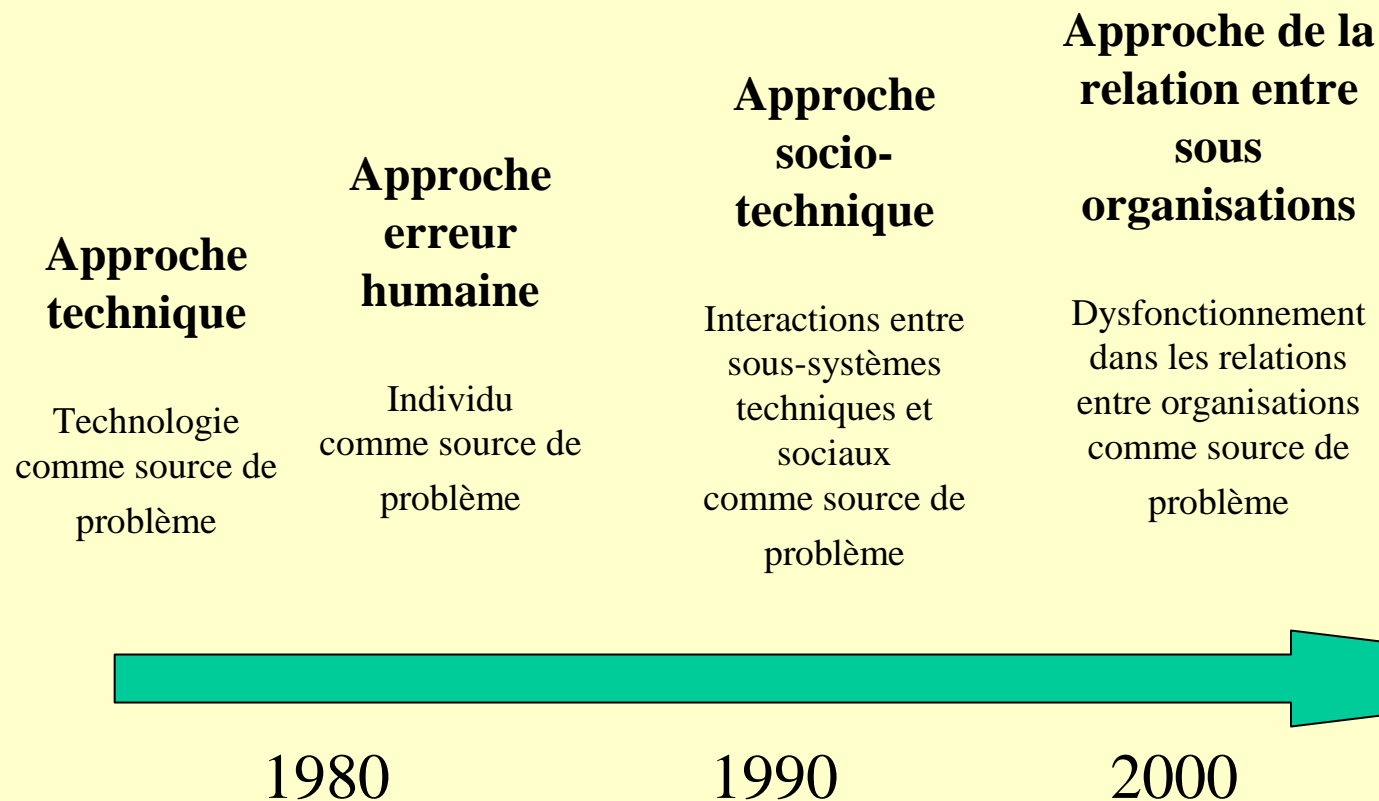 Approche
technique
Technologie
comme source de
problème
Approche
erreur
humaine
Individu
comme source de
problème
Approche
socio-
technique
Interactions entre
sous-systèmes
techniques et
sociaux
comme source de
problème
Approche de la
relation entre
sous
organisations
Dysfonctionnement
dans les relations
entre organisations
comme source de
problème
1980
1990
2000